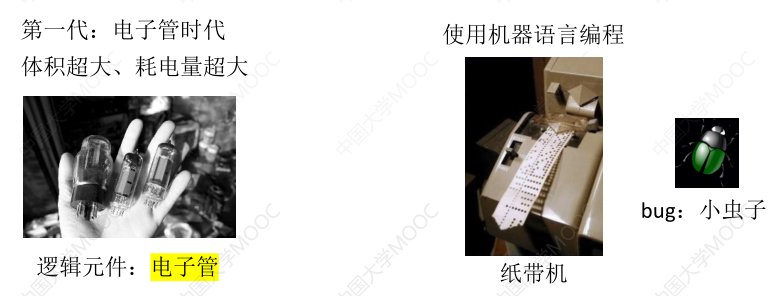 第一代：电子管时代
体积超大、耗电量超大
逻辑元件：电子管
使用机器语言编程
纸带机
bug：小虫子
中国大学MOOC